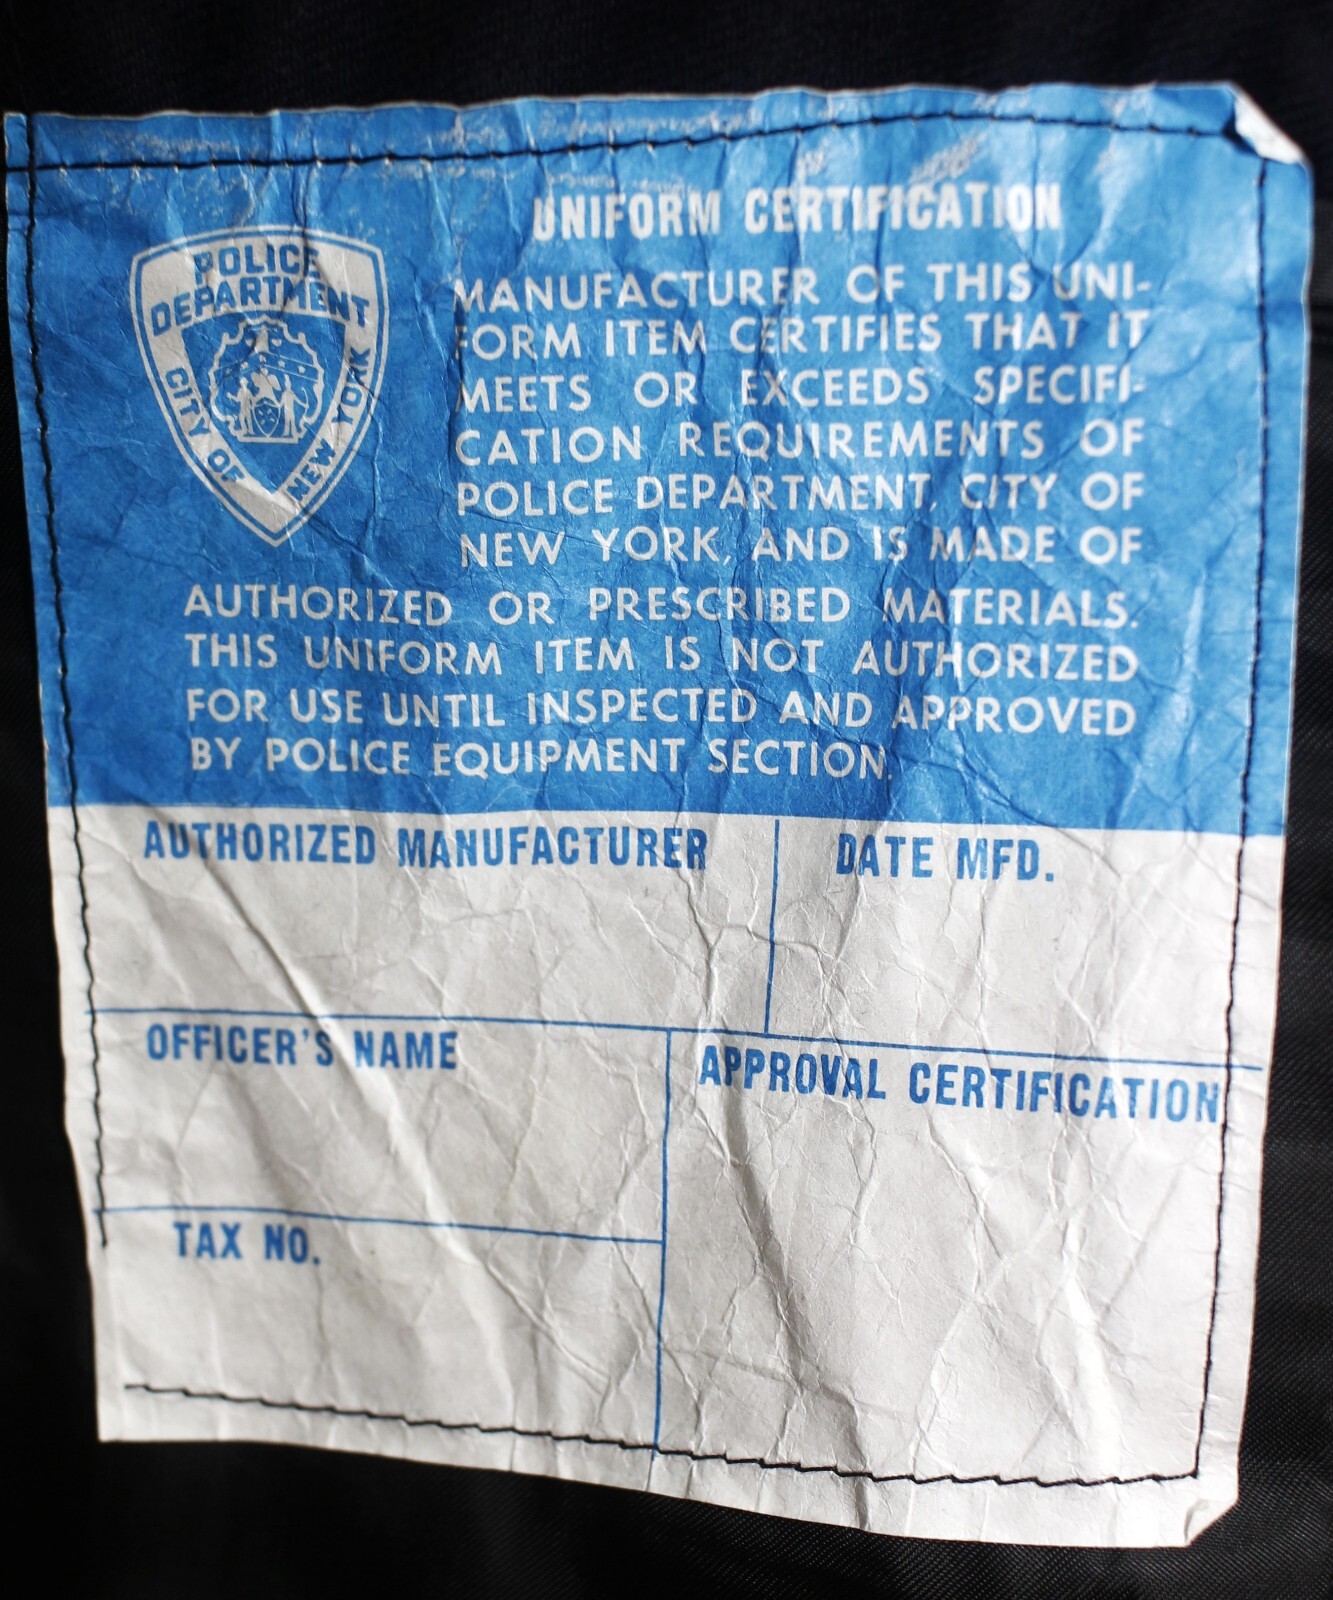 POLICE
DEPARTMENT
CITY OF NEW YORK
UNIFORM CERTIFICATION
MANUFACTURER OF THIS UNI-
FORM ITEM CERTIFIES THAT IT
MEETS OR EXCEEDS SPECIFI-
CATION REQUIREMENTS OF
POLICE DEPARTMENT, CITY OF
NEW YORK, AND IS MADE OF
AUTHORIZED OR PRESCRIBED MATERIALS.
THIS UNIFORM ITEM IS NOT AUTHORIZED
FOR USE UNTIL INSPECTED AND APPROVED
BY POLICE EQUIPMENT SECTION.
AUTHORIZED MANUFACTURER
DATE MFD.
OFFICER'S NAME
APPROVAL CERTIFICATION
TAX NO.